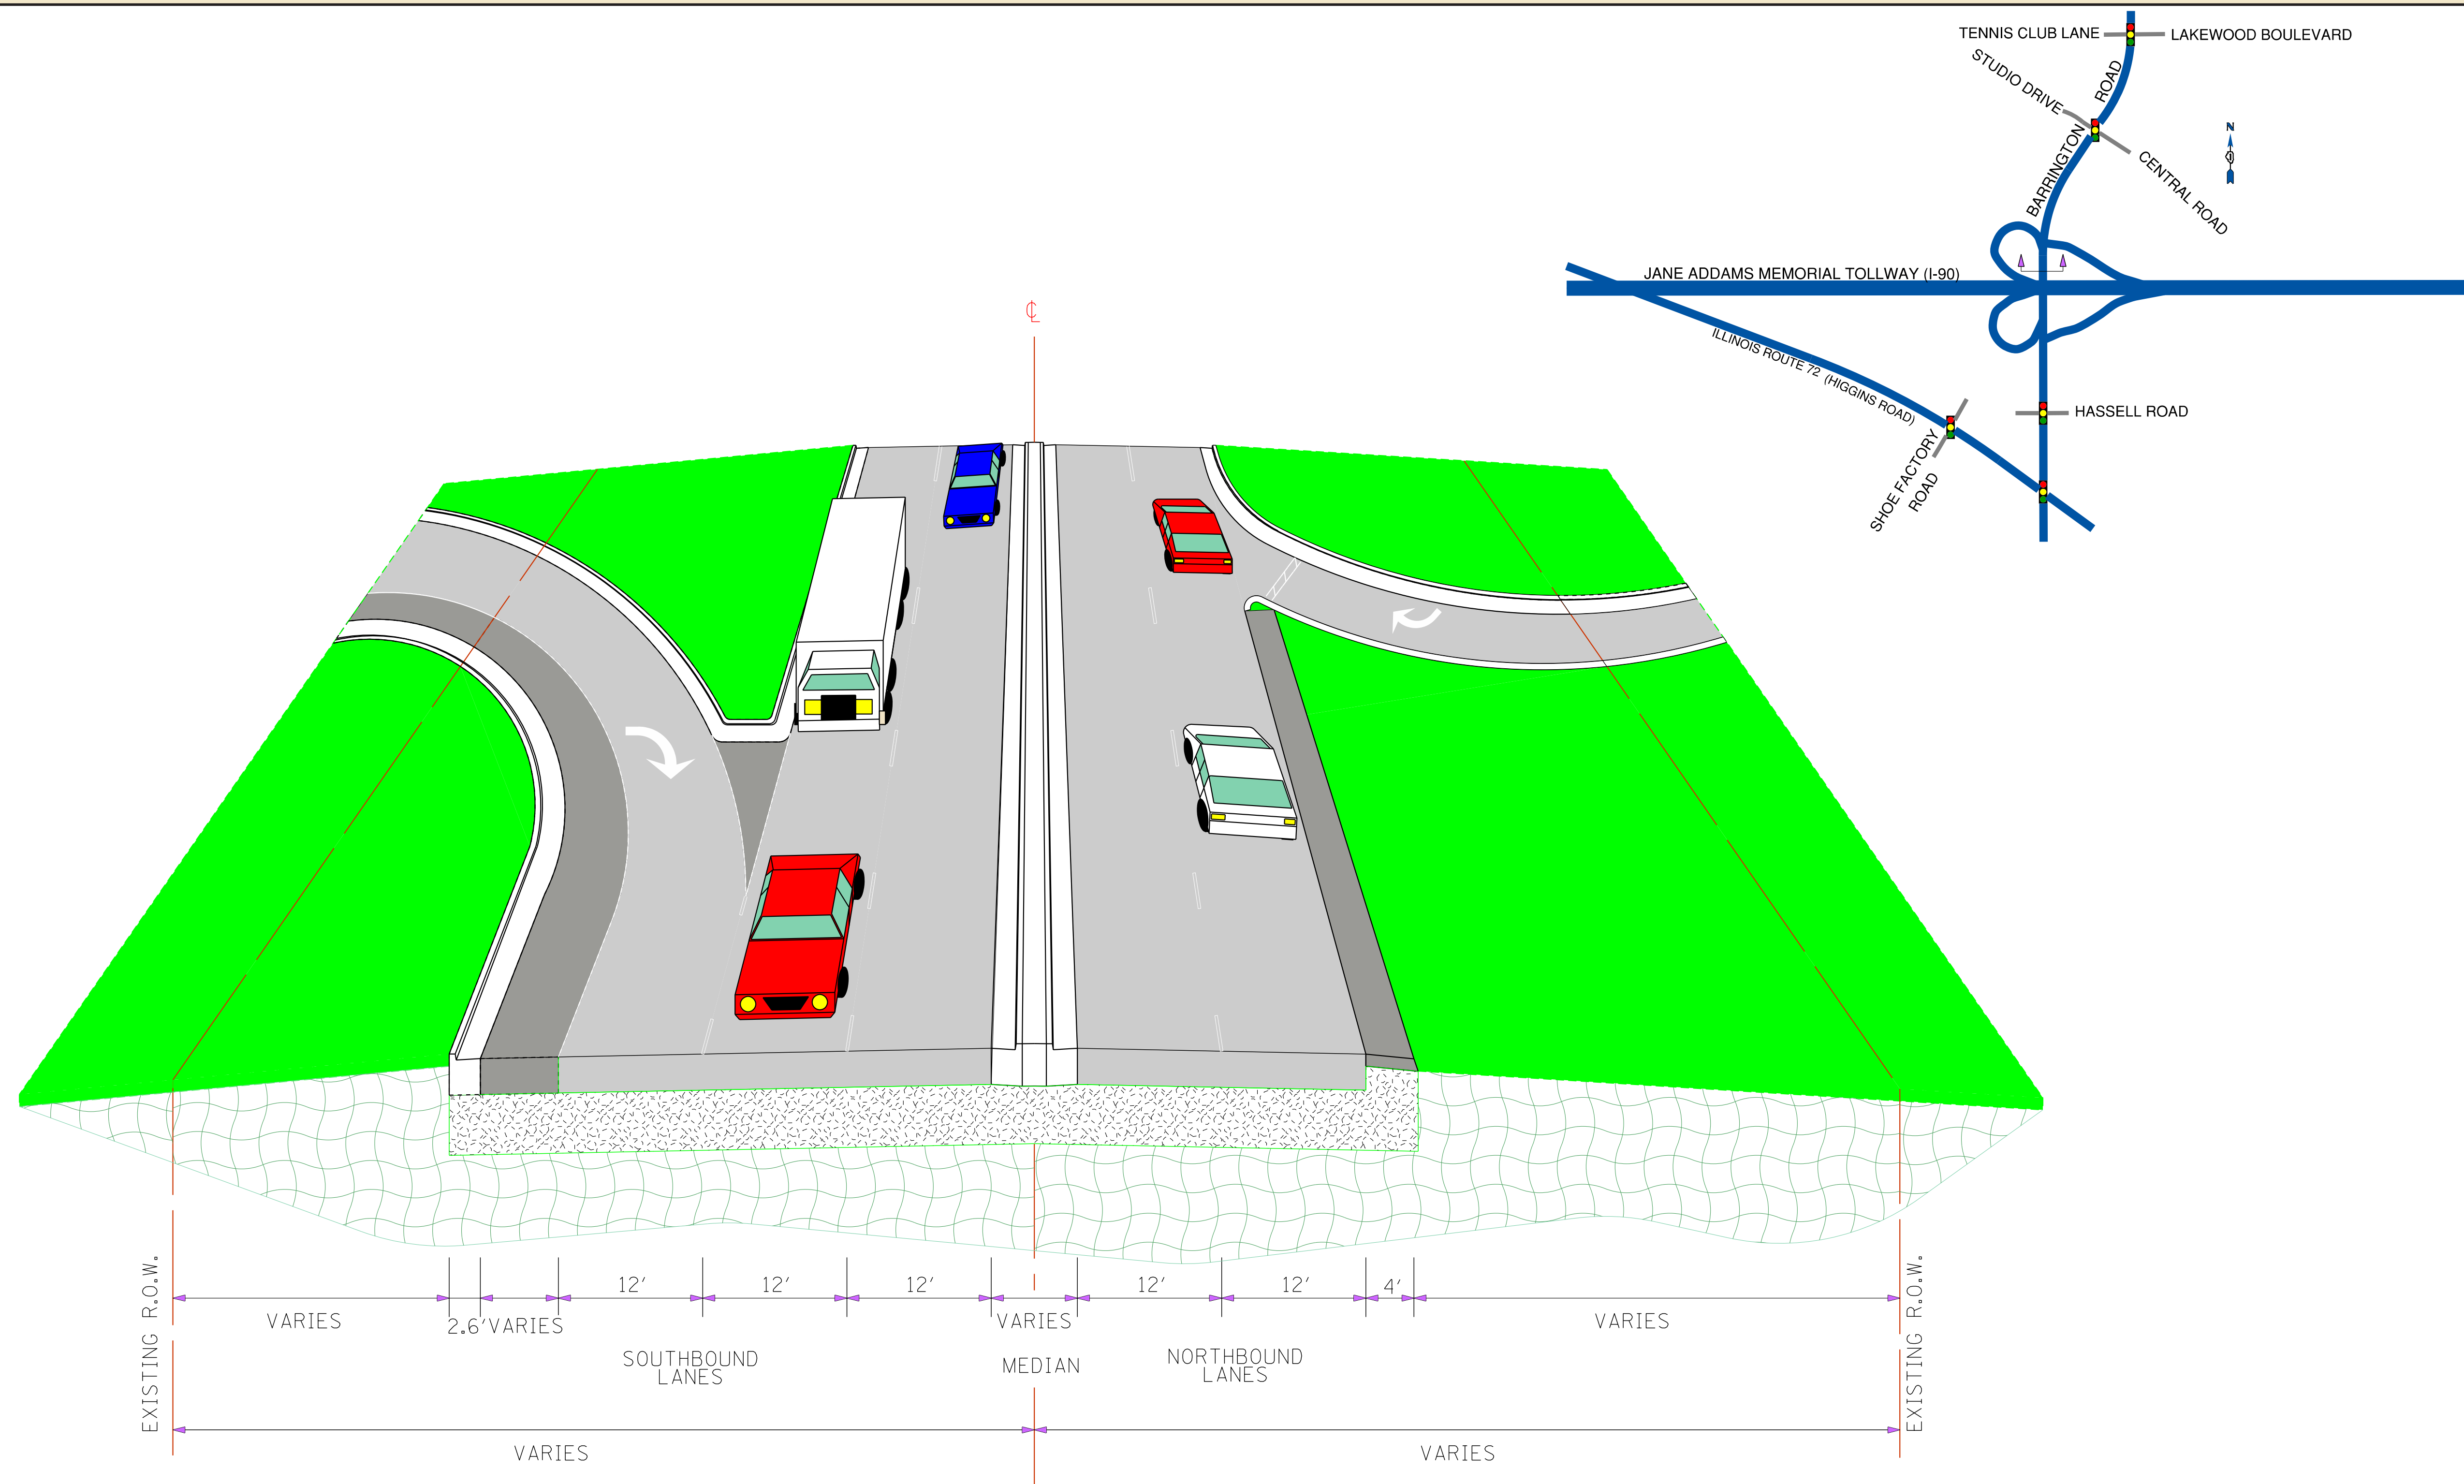 TENNIS CLUB LANE
LAKEWOOD BOULEVARD
STUDIO DRIVE
BARRINGTON ROAD
CENTRAL ROAD
N
JANE ADDAMS MEMORIAL TOLLWAY (I-90)
ILLINOIS ROUTE 72 (HIGGINS ROAD)
HASSELL ROAD
SHOE FACTORY
ROAD
℄
EXISTING R.O.W.
VARIES
2.6'
VARIES
12'
12'
12'
VARIES
12'
12'
4'
VARIES
EXISTING R.O.W.
SOUTHBOUND
LANES
MEDIAN
NORTHBOUND
LANES
VARIES
VARIES